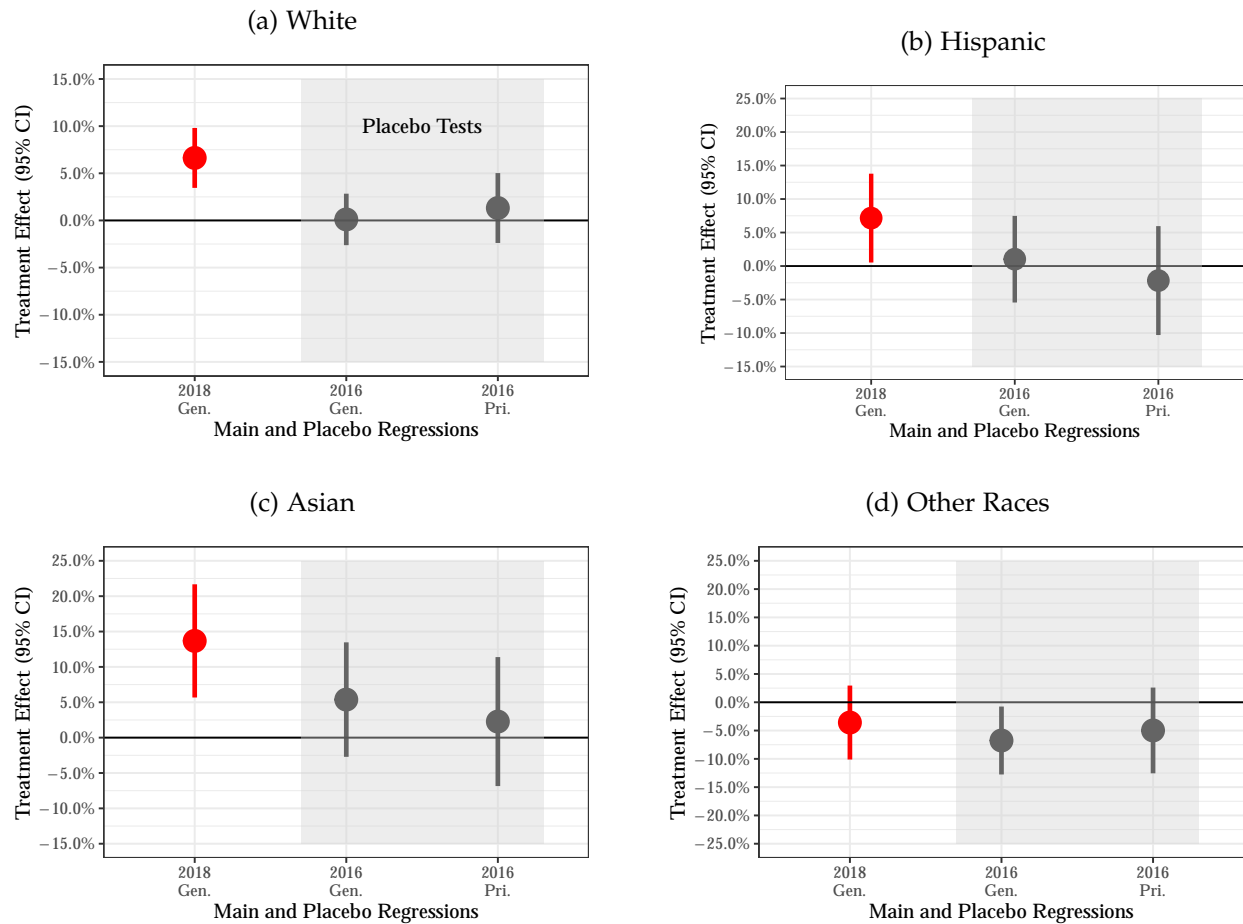 (a) White
Treatment Effect (95% CI)
15.0%
10.0%
5.0%
0.0%
−5.0%
−10.0%
−15.0%
Placebo Tests
2018
Gen.
2016
Gen.
2016
Pri.
Main and Placebo Regressions
(b) Hispanic
Treatment Effect (95% CI)
25.0%
20.0%
15.0%
10.0%
5.0%
0.0%
−5.0%
−10.0%
−15.0%
2018
Gen.
2016
Gen.
2016
Pri.
Main and Placebo Regressions
(c) Asian
Treatment Effect (95% CI)
25.0%
20.0%
15.0%
10.0%
5.0%
0.0%
−5.0%
−10.0%
−15.0%
2018
Gen.
2016
Gen.
2016
Pri.
Main and Placebo Regressions
(d) Other Races
Treatment Effect (95% CI)
25.0%
20.0%
15.0%
10.0%
5.0%
0.0%
−5.0%
−10.0%
−15.0%
−20.0%
−25.0%
2018
Gen.
2016
Gen.
2016
Pri.
Main and Placebo Regressions